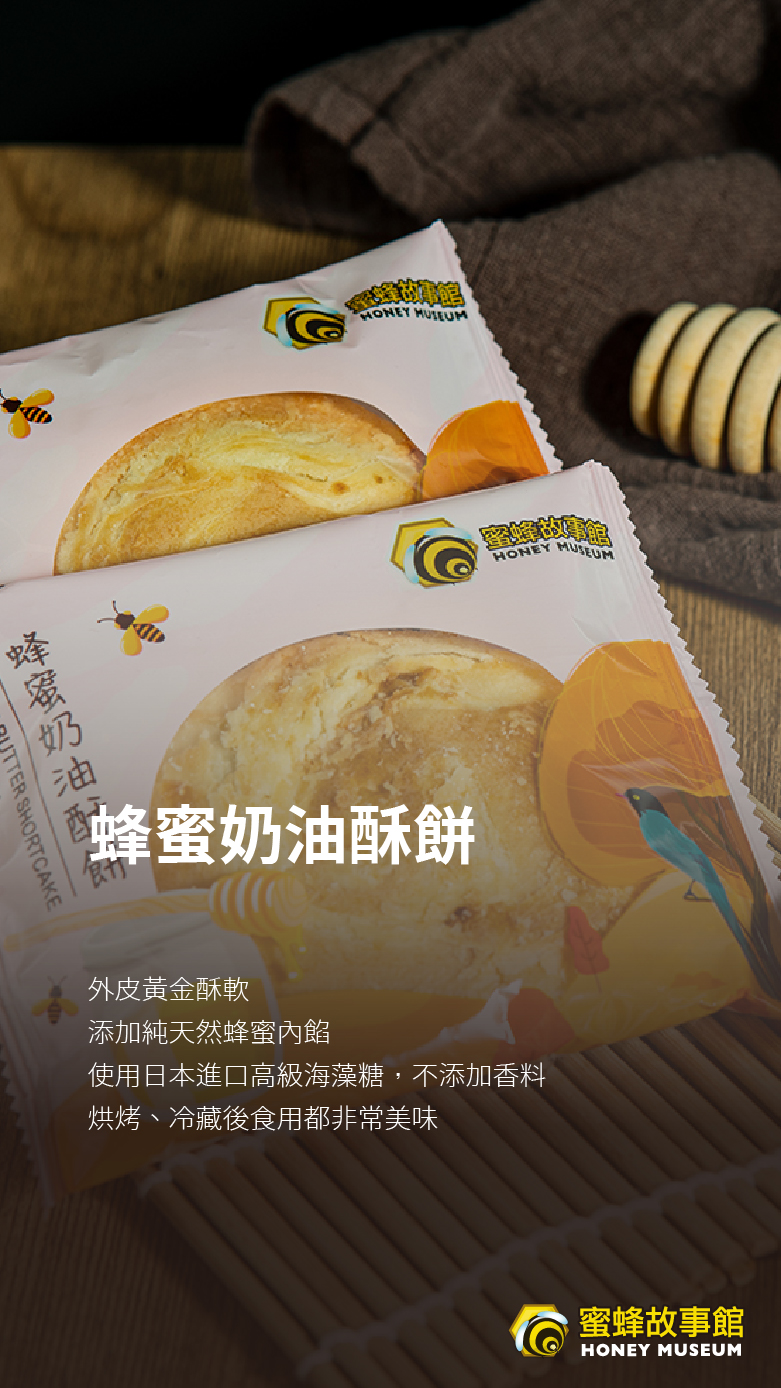 蜜蜂故事館
HONEY MUSEUM
蜜蜂故事館
HONEY MUSEUM
蜂蜜奶油酥餅
BUTTER SHORTCAKE
蜂蜜奶油酥餅
外皮黃金酥軟
添加純天然蜂蜜內餡
使用日本進口高級海藻糖，不添加香料
烘烤、冷藏後食用都非常美味
蜜蜂故事館
HONEY MUSEUM